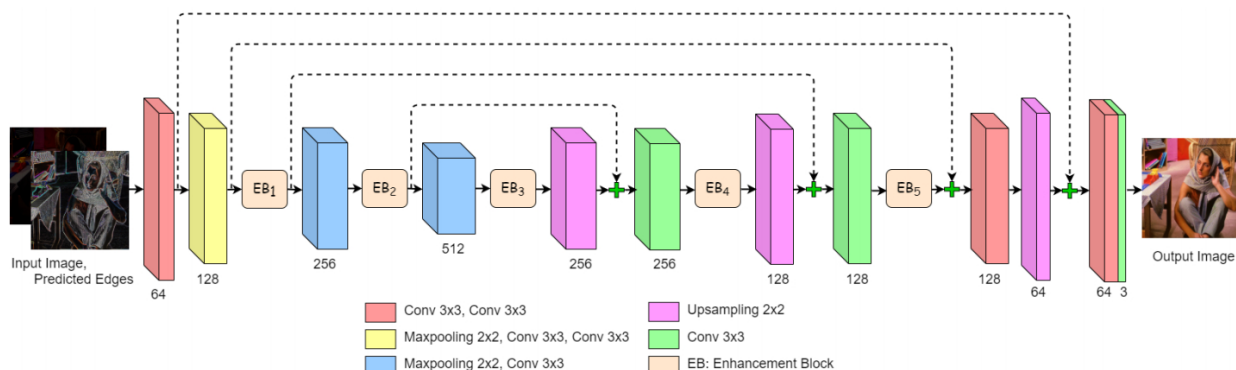 EB1
EB2
EB3
EB4
EB5
Input Image,
Predicted Edges
64
128
256
512
256
256
128
128
128
64
64 3
Output Image
Conv 3x3, Conv 3x3
Maxpooling 2x2, Conv 3x3, Conv 3x3
Maxpooling 2x2, Conv 3x3
Upsampling 2x2
Conv 3x3
EB: Enhancement Block